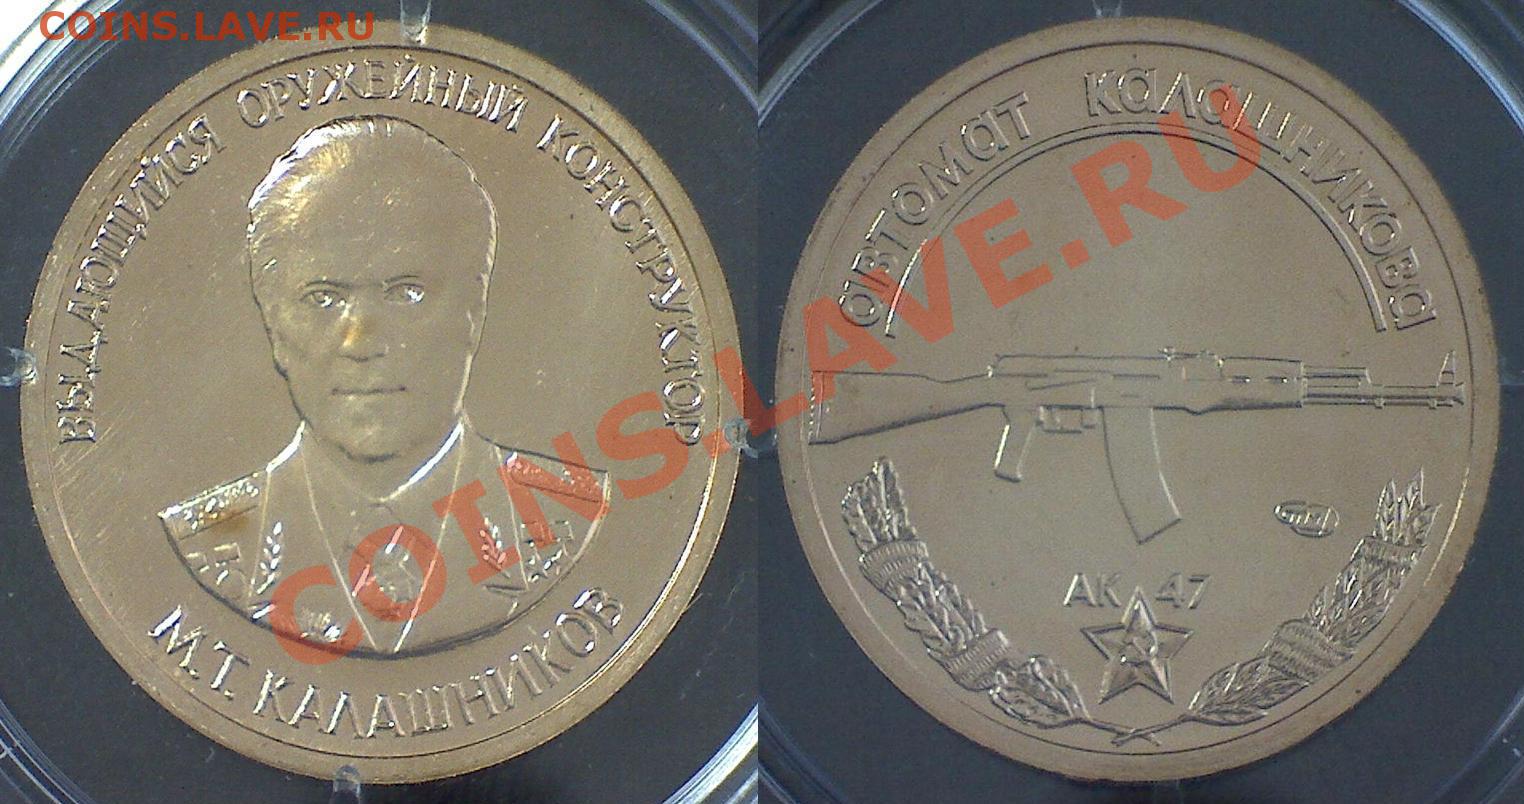 COINS.LAVE.RU
ВЫДАЮЩИЙСЯ ОРУЖЕЙНЫЙ КОНСТРУКТОР
М.Т. КАЛАШНИКОВ
автомат калашникова
АК 47
COINS.LAVE.RU